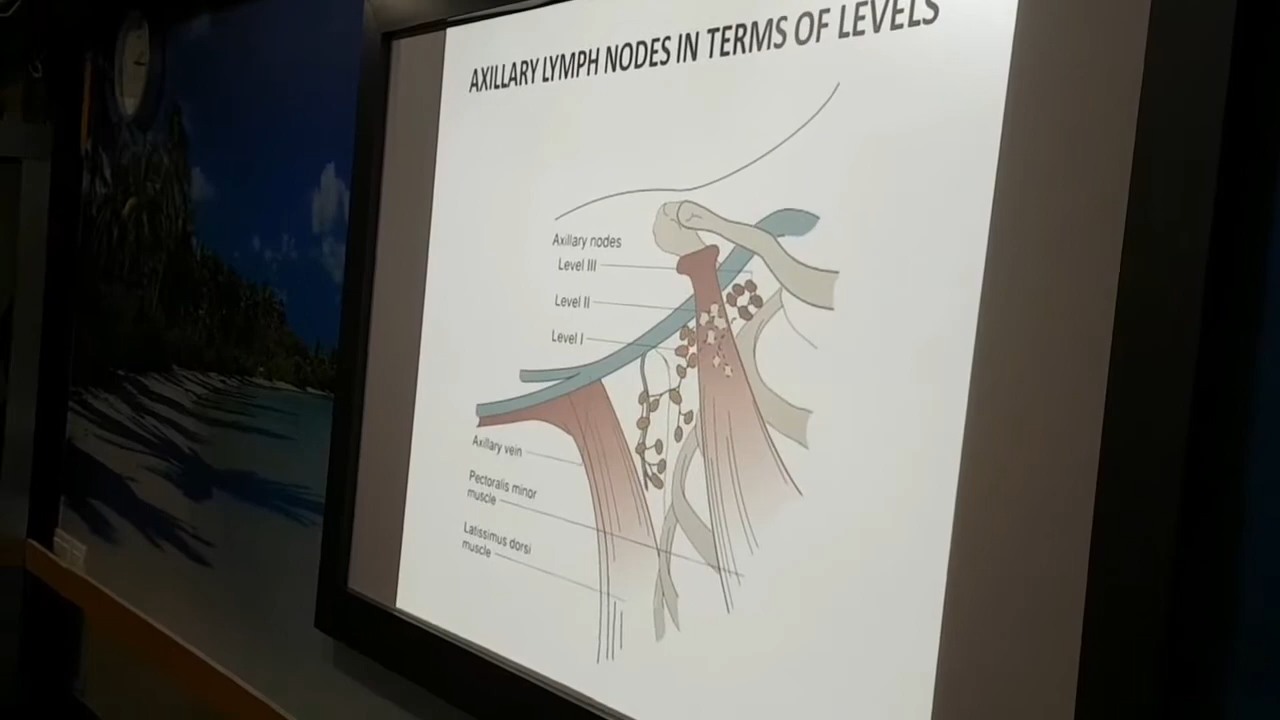 AXILLARY LYMPH NODES IN TERMS OF LEVELS
Axillary nodes
Level III
Level II
Level I
Axillary vein
Pectoralis minor
muscle
Latissimus dorsi
muscle